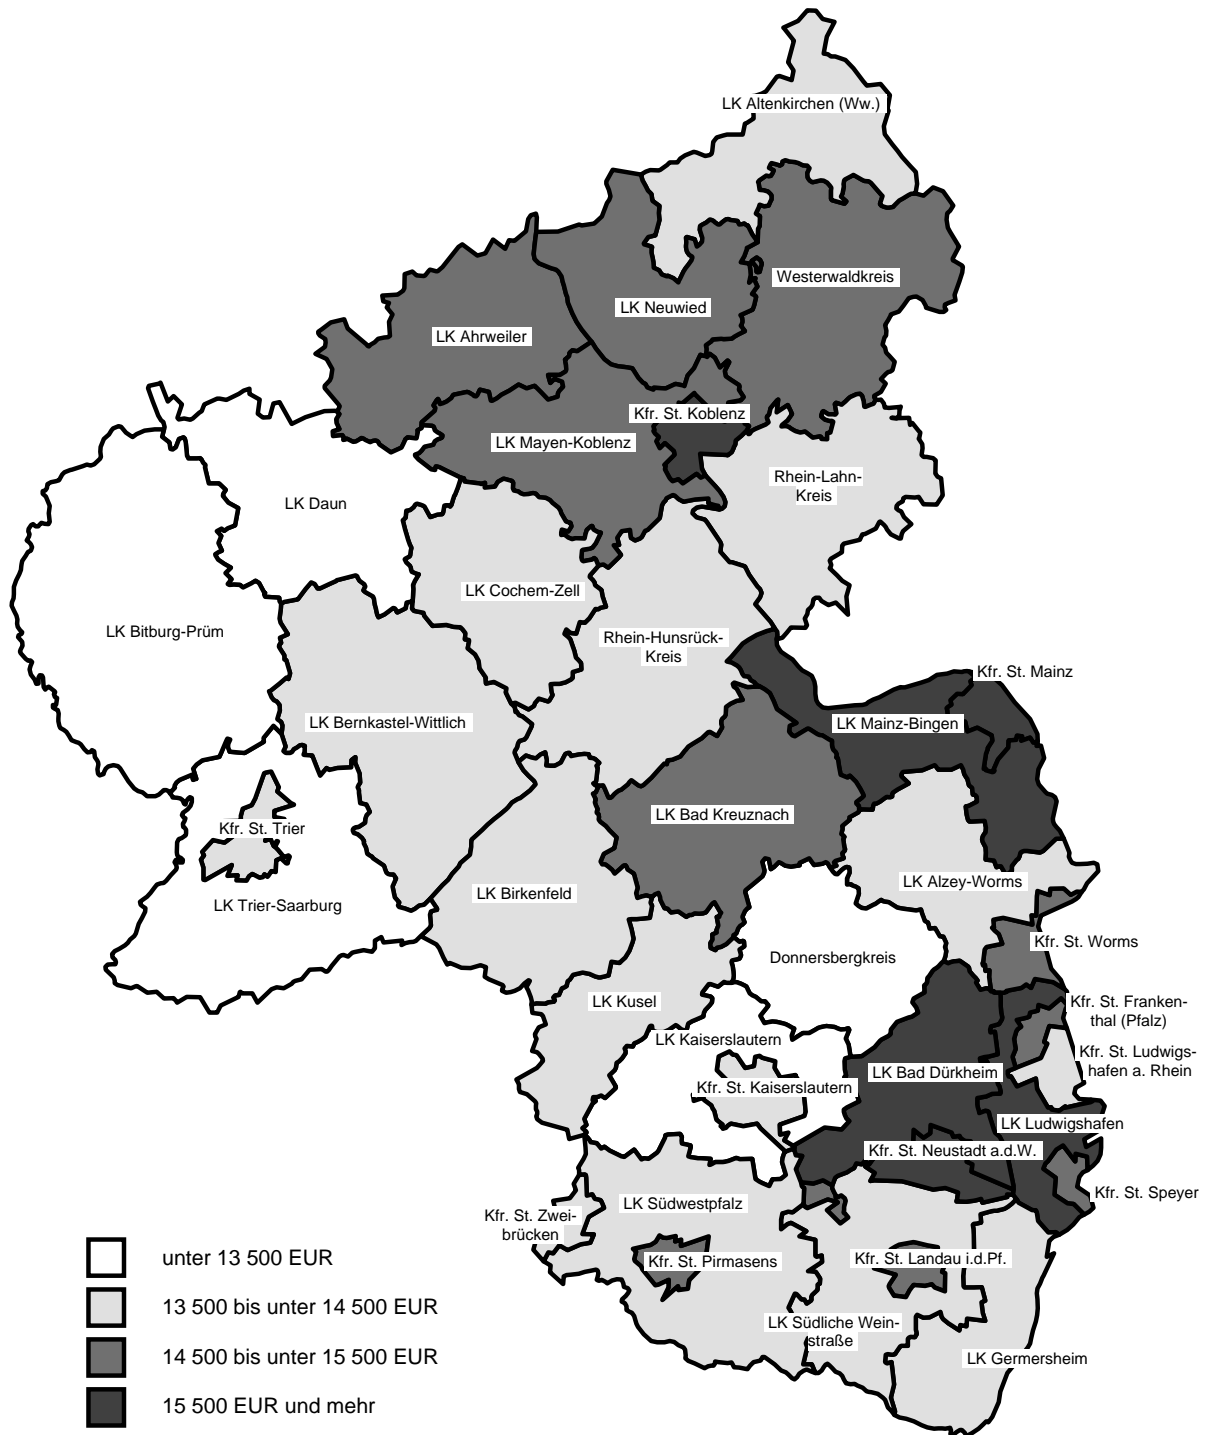 LK Altenkirchen (Ww.)
Westerwaldkreis
LK Neuwied
LK Ahrweiler
Kfr. St. Koblenz
LK Mayen-Koblenz
Rhein-Lahn-
Kreis
LK Daun
LK Cochem-Zell
LK Bitburg-Prüm
Rhein-Hunsrück-
Kreis
Kfr. St. Mainz
LK Bernkastel-Wittlich
LK Mainz-Bingen
LK Bad Kreuznach
Kfr. St. Trier
LK Alzey-Worms
LK Birkenfeld
LK Trier-Saarburg
Kfr. St. Worms
Donnersbergkreis
LK Kusel
Kfr. St. Franken-
thal (Pfalz)
LK Kaiserslautern
Kfr. St. Ludwigs-
hafen a. Rhein
LK Bad Dürkheim
Kfr. St. Kaiserslautern
LK Ludwigshafen
Kfr. St. Neustadt a.d.W.
Kfr. St. Speyer
LK Südwestpfalz
Kfr. St. Zwei-
brücken
Kfr. St. Pirmasens
Kfr. St. Landau i.d.Pf.
LK Südliche Wein-
straße
LK Germersheim
unter 13 500 EUR
13 500 bis unter 14 500 EUR
14 500 bis unter 15 500 EUR
15 500 EUR und mehr